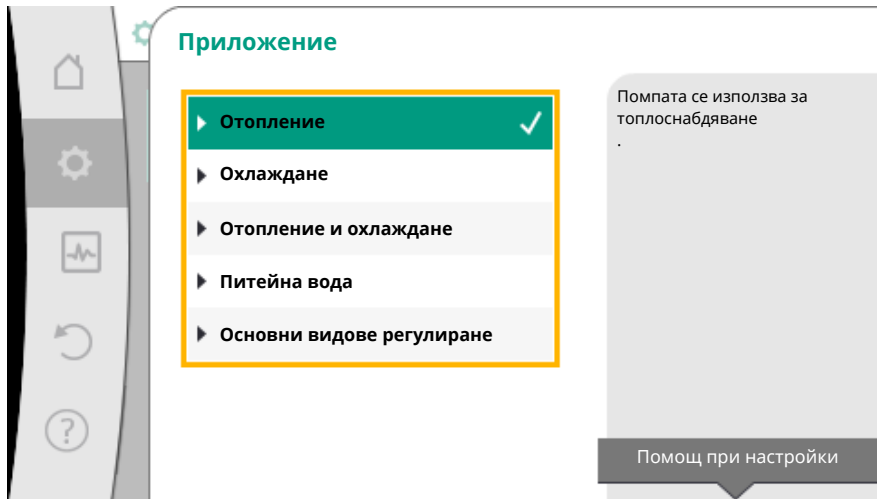 Приложение
Отопление
Охлаждане
Отопление и охлаждане
Питейна вода
Основни видове регулиране
Помпата се използва за
топлоснабдяване
.
?
Помощ при настройки